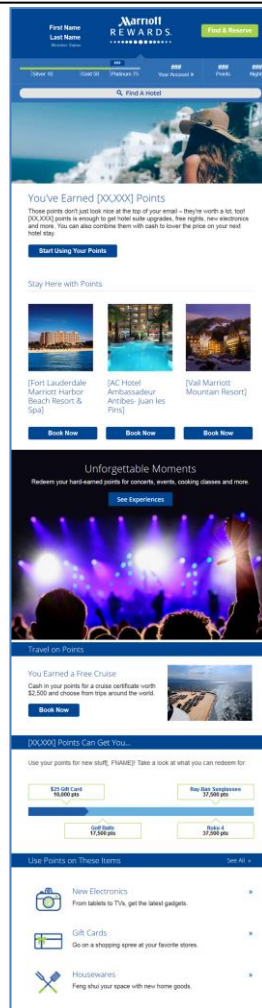 First Name
Last Name
Member Status
Marriott
REWARDS.
Find & Reserve
###
Silver 10
Gold 50
Platinum 75
###
Your Account »
###
Points
###
Night
Find A Hotel
You've Earned [XX,XXX] Points
Those points don't just look nice at the top of your email – they're worth a lot, too!
[XX,XXX] points is enough to get hotel suite upgrades, free nights, new electronics
and more. You can also combine them with cash to lower the price on your next
hotel stay.
Start Using Your Points
Stay Here with Points
[Fort Lauderdale
Marriott Harbor
Beach Resort &
Spa]
[AC Hotel
Ambassadeur
Antibes- Juan les
Pins]
[Vail Marriott
Mountain Resort]
Book Now
Book Now
Book Now
Unforgettable Moments
Redeem your hard-earned points for concerts, events, cooking classes and more.
See Experiences
Travel on Points
You Earned a Free Cruise
Cash in your points for a cruise certificate worth
$2,500 and choose from trips around the world.
Book Now
[XX,XXX] Points Can Get You...
Use your points for new stuff[, FNAME]! Take a look at what you can redeem for:
$25 Gift Card
10,000 pts
Ray-Ban Sunglasses
37,500 pts
Golf Balls
17,500 pts
Roku 4
37,500 pts
Use Points on These Items
See All »
New Electronics
From tablets to TVs, get the latest gadgets.
»
Gift Cards
Go on a shopping spree at your favorite stores.
»
Housewares
Feng shui your space with new home goods.
»